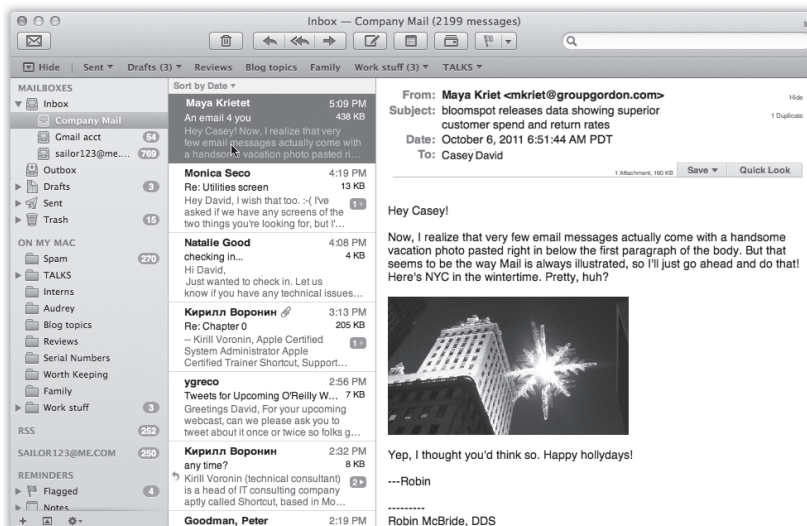 Inbox — Company Mail (2199 messages)
Hide Sent Drafts (3) Reviews Blog topics Family Work stuff (3) TALKS
MAILBOXES
Inbox
Company Mail
Gmail acct 54
sailor123@me.... 769
Outbox
Drafts 3
Sent
Trash 15
ON MY MAC
Spam 270
TALKS
Interns
Audrey
Blog topics
Reviews
Serial Numbers
Worth Keeping
Family
Work stuff 3
RSS 252
SAILOR123@ME.COM 250
REMINDERS
Flagged 4
Notes
Sort by Date
Maya Krietet 5:09 PM
An email 4 you 438 KB
Hey Casey! Now, I realize that very
few email messages actually come with
a handsome vacation photo pasted ri...
Monica Seco 4:19 PM
Re: Utilities screen 13 KB
Hey David, I wish that too. :-( I've
asked if we have any screens of the
two things you're looking for, but I'...
1
Natalie Good 4:08 PM
checking in... 4 KB
Hi David,
Just wanted to check in. Let us
know if you have any technical issues...
Кирилл Воронин 3:13 PM
Re: Chapter 0 205 KB
-- Kirill Voronin, Apple Certified
System Administrator Apple
Certified Trainer Shortcut, Support...
1
ygreco 2:56 PM
Tweets for Upcoming O'Reilly W... 7 KB
Greetings David, For your upcoming
webcast, can we please ask you to
tweet about it once or twice so folks g...
Кирилл Воронин 2:32 PM
any time? 8 KB
Kirill Voronin (technical consultant)
is a head of IT consulting company
aptly called Shortcut, based in Mo...
2
Goodman, Peter 2:19 PM
From: Maya Kriet <mkriet@groupgordon.com>
Hide
Subject: bloomspot releases data showing superior
customer spend and return rates
1 Duplicate
Date: October 6, 2011 6:51:44 AM PDT
To: Casey David
1 Attachment, 160 KB Save Quick Look
Hey Casey!
Now, I realize that very few email messages actually come with a handsome
vacation photo pasted right in below the first paragraph of the body. But that
seems to be the way Mail is always illustrated, so I'll just go ahead and do that!
Here's NYC in the wintertime. Pretty, huh?
Yep, I thought you'd think so. Happy hollydays!
---Robin
---------
Robin McBride, DDS